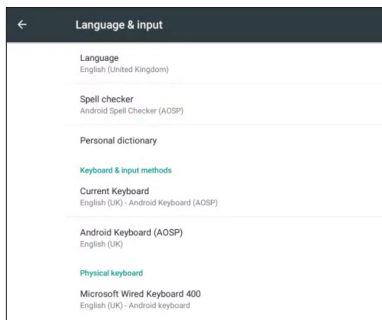 Language & input
Language
English (United Kingdom)
Spell checker
Android Spell Checker (AOSP)
Personal dictionary
Keyboard & input methods
Current Keyboard
English (UK) - Android Keyboard (AOSP)
Android Keyboard (AOSP)
English (UK)
Physical keyboard
Microsoft Wired Keyboard 400
English (UK) - Android keyboard